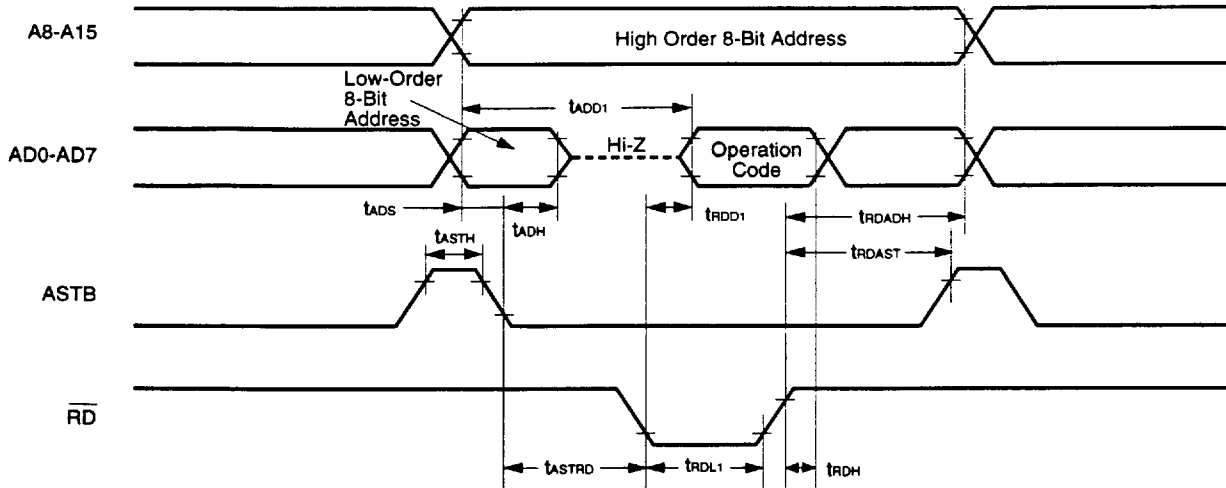 A8-A15
High Order 8-Bit Address
Low-Order
8-Bit
Address
tADD1
AD0-AD7
Hi-Z
Operation
Code
tADS
tADH
tRDD1
tRDADH
tASTH
tRDAST
ASTB
RD
tASTRD
tRDL1
tRDH